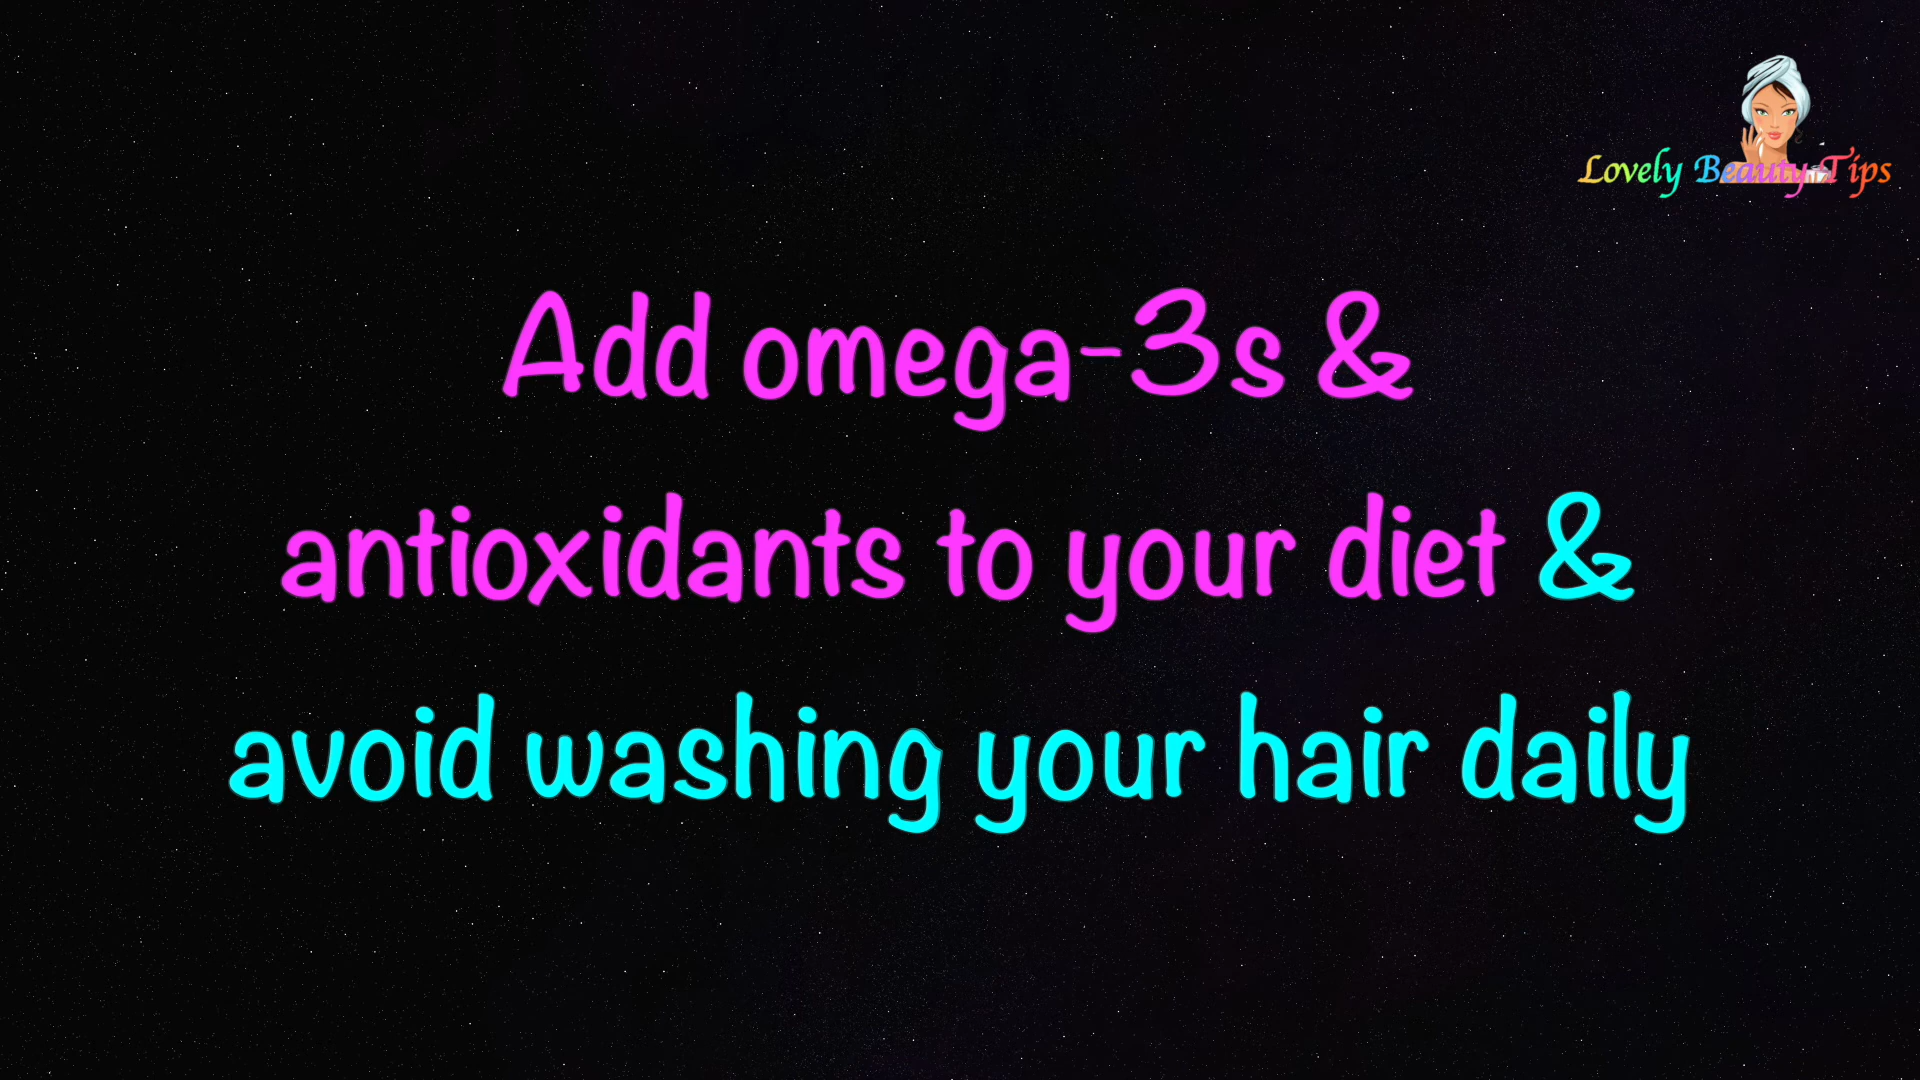 Lovely Beauty Tips
Add omega-3s &
antioxidants to your diet &
avoid washing your hair daily